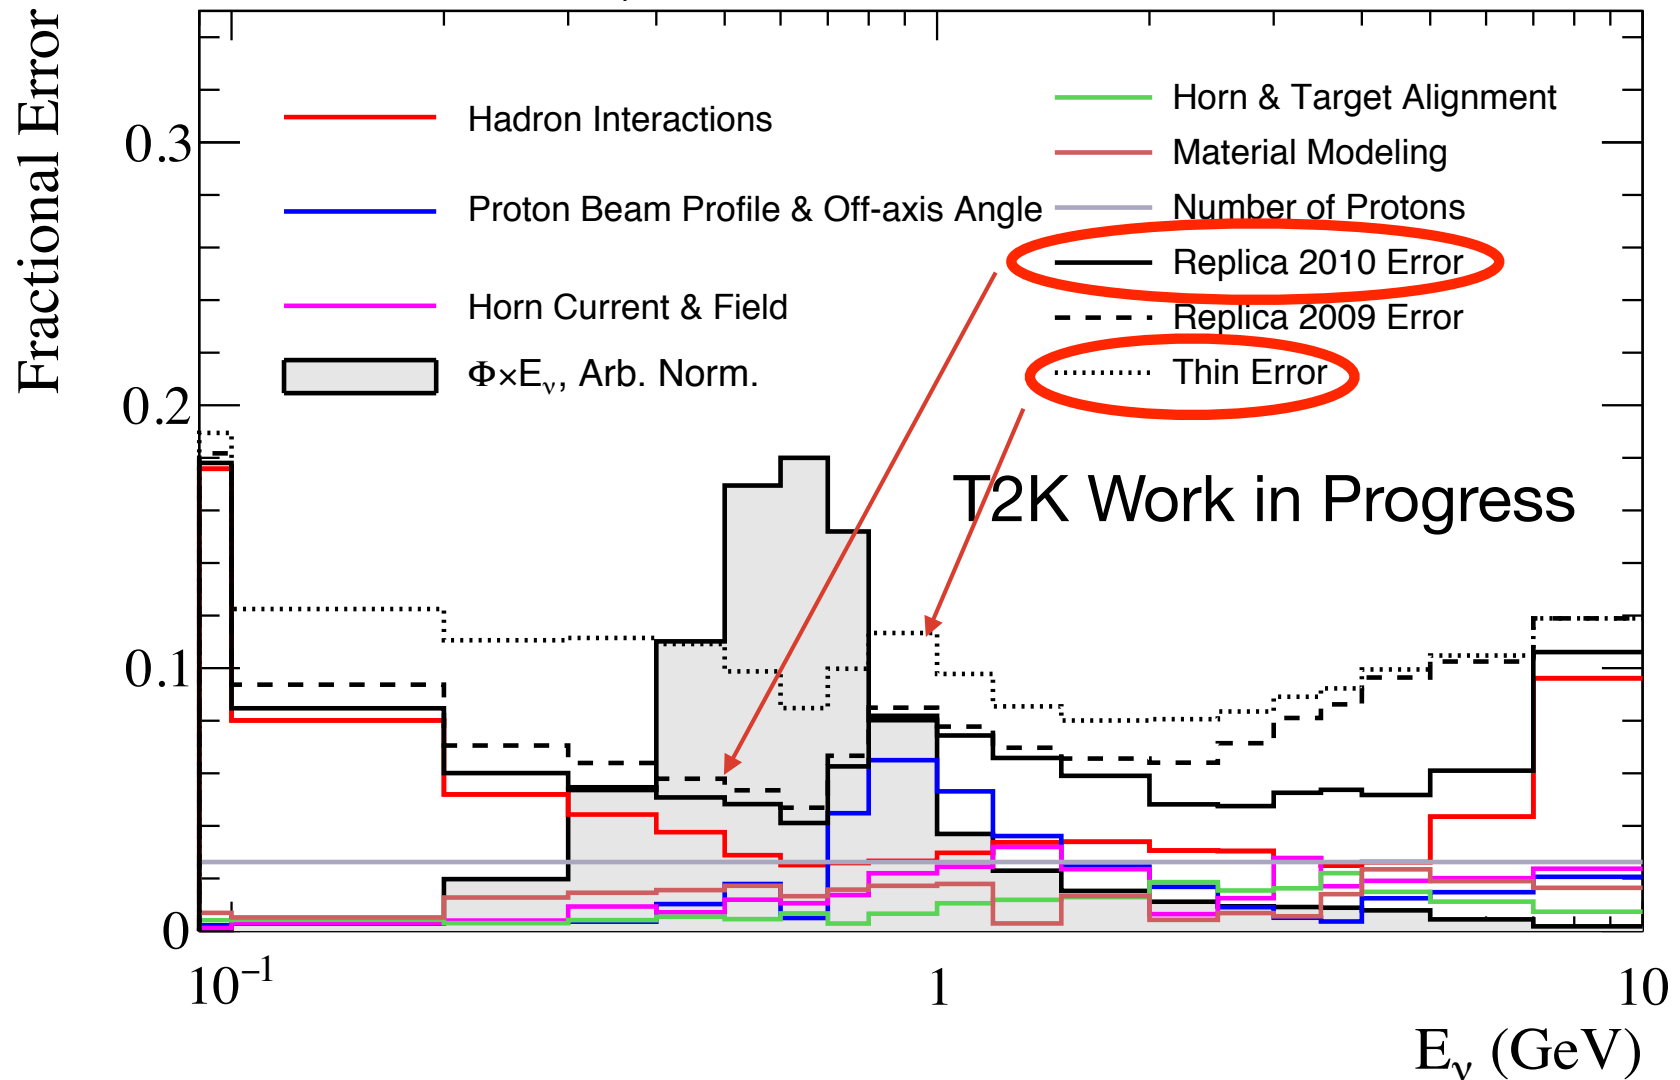 Fractional Error
0.3
0.2
0.1
0
Hadron Interactions
Proton Beam Profile & Off-axis Angle
Horn Current & Field
Φ×Eν, Arb. Norm.
Horn & Target Alignment
Material Modeling
Number of Protons
Replica 2010 Error
Replica 2009 Error
Thin Error
T2K Work in Progress
10⁻¹
1
10
Eν (GeV)